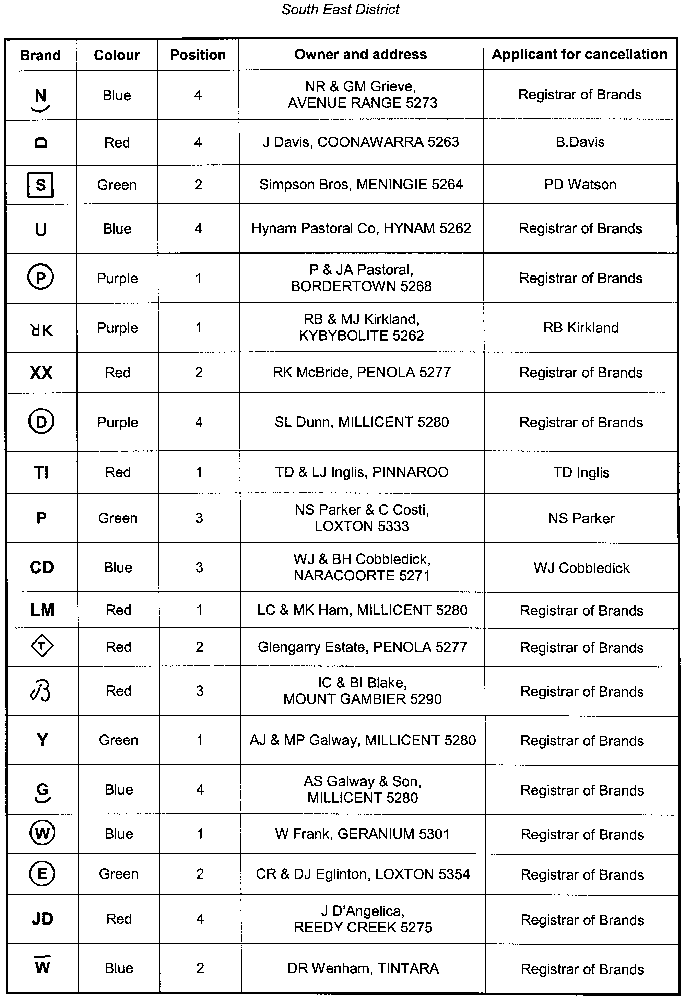 South East District
Brand Colour Position Owner and address Applicant for cancellation
N Blue 4 NR & GM Grieve,
AVENUE RANGE 5273 Registrar of Brands
D Red 4 J Davis, COONAWARRA 5263 B.Davis
S Green 2 Simpson Bros, MENINGIE 5264 PD Watson
U Blue 4 Hynam Pastoral Co, HYNAM 5262 Registrar of Brands
P Purple 1 P & JA Pastoral,
BORDERTOWN 5268 Registrar of Brands
RK Purple 1 RB & MJ Kirkland,
KYBYBOLITE 5262 RB Kirkland
XX Red 2 RK McBride, PENOLA 5277 Registrar of Brands
D Purple 4 SL Dunn, MILLICENT 5280 Registrar of Brands
TI Red 1 TD & LJ Inglis, PINNAROO TD Inglis
P Green 3 NS Parker & C Costi,
LOXTON 5333 NS Parker
CD Blue 3 WJ & BH Cobbledick,
NARACOORTE 5271 WJ Cobbledick
LM Red 1 LC & MK Ham, MILLICENT 5280 Registrar of Brands
T Red 2 Glengarry Estate, PENOLA 5277 Registrar of Brands
B Red 3 IC & BI Blake,
MOUNT GAMBIER 5290 Registrar of Brands
Y Green 1 AJ & MP Galway, MILLICENT 5280 Registrar of Brands
G Blue 4 AS Galway & Son,
MILLICENT 5280 Registrar of Brands
W Blue 1 W Frank, GERANIUM 5301 Registrar of Brands
E Green 2 CR & DJ Eglinton, LOXTON 5354 Registrar of Brands
JD Red 4 J D'Angelica,
REEDY CREEK 5275 Registrar of Brands
W Blue 2 DR Wenham, TINTARA Registrar of Brands